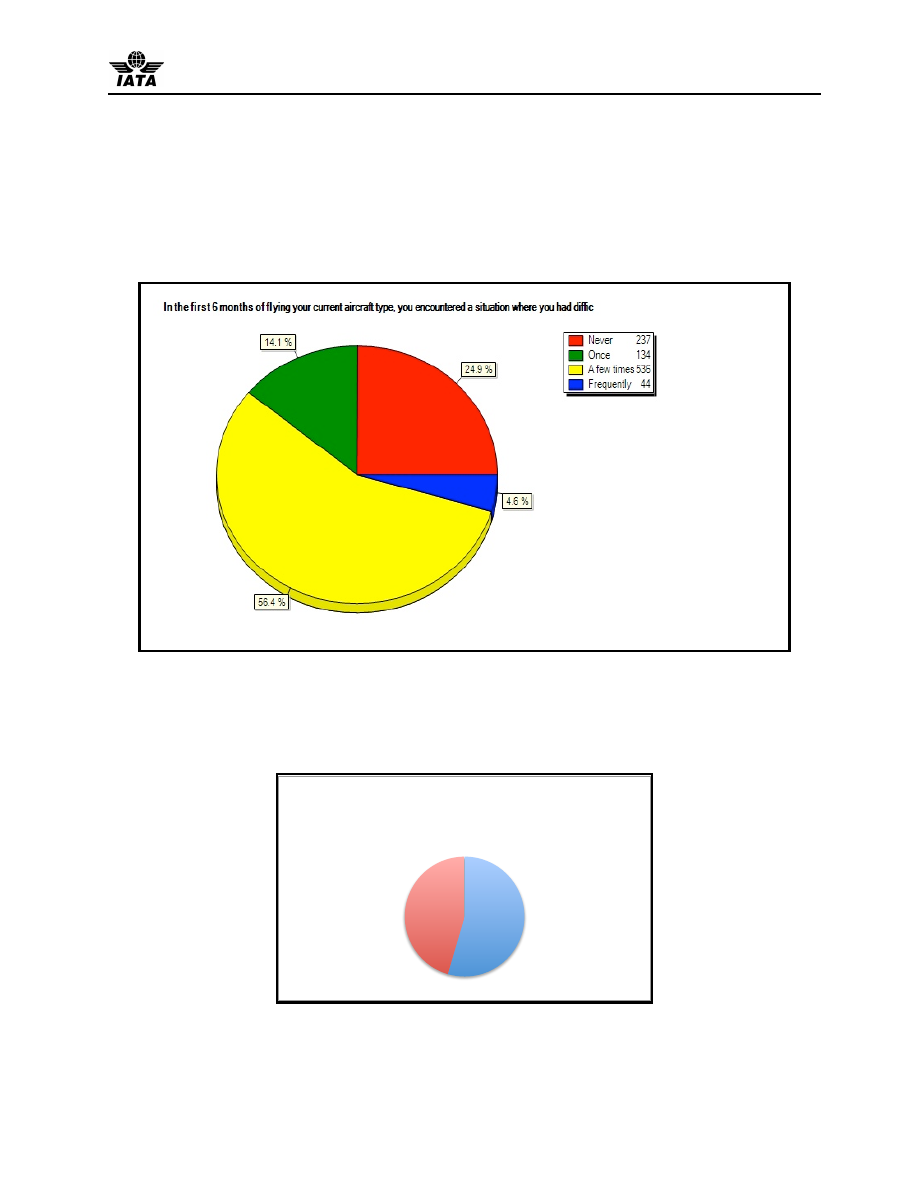 IATA
In the first 6 months of flying your current aircraft type, you encountered a situation where you had diffic
Never 237
Once 134
A few times 536
Frequently 44
14.1 %
24.9 %
4.6 %
56.4 %